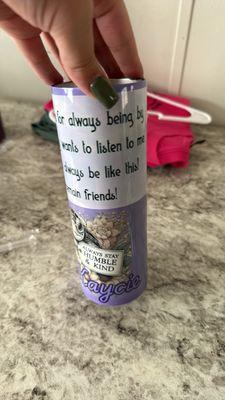 for always being by
wants to listen to me
always be like this!
main friends!
ALWAYS STAY
HUMBLE
& KIND
Caycie